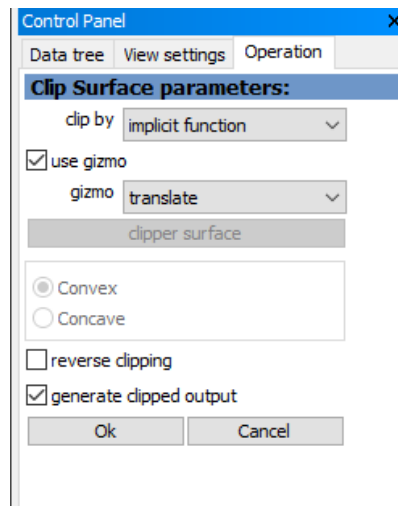 Control Panel
Data tree View settings Operation
Clip Surface parameters:
clip by implicit function
use gizmo
gizmo translate
clipper surface
Convex
Concave
reverse clipping
generate clipped output
Ok Cancel